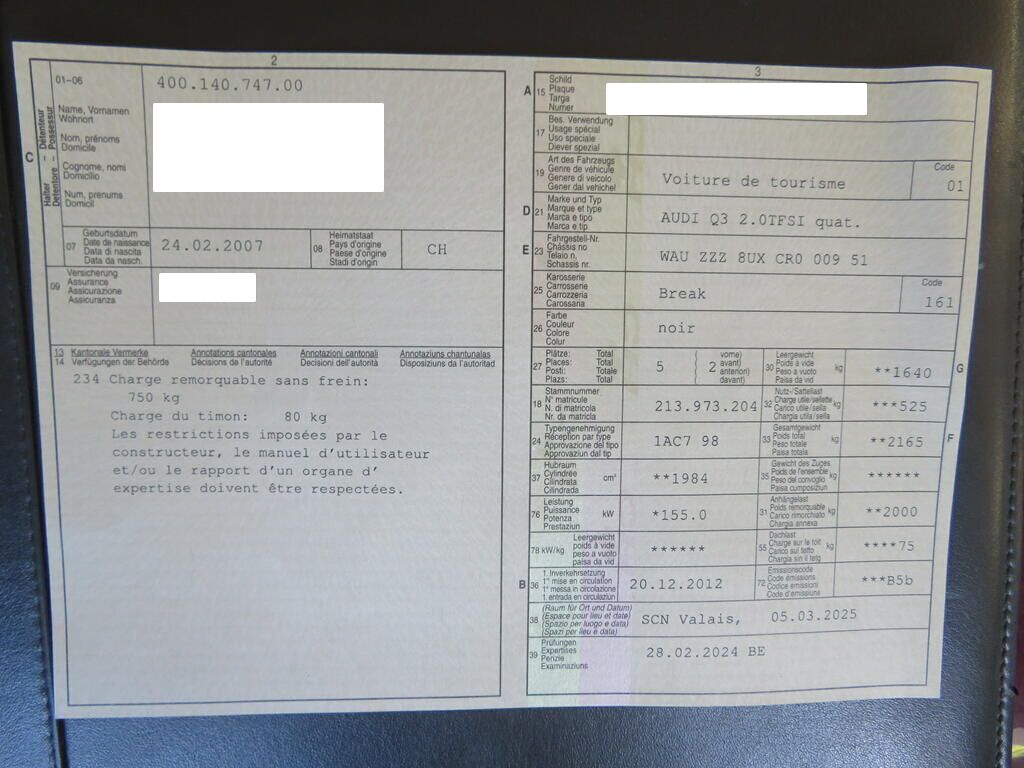 2
01-06
400.140.747.00
C
Halter – Détenteur
Detentore – Possessur
Name, Vornamen
Wohnort
Nom, prénoms
Domicile
Cognome, nomi
Domicilio
Num, prenums
Domicil
07
Geburtsdatum
Date de naissance
Data di nascita
Data da nasch.
24.02.2007
08
Heimatstaat
Pays d'origine
Paese d'origine
Stadi d'origin
CH
09
Versicherung
Assurance
Assicurazione
Assicuranza
13 Kantonale Vermerke Annotations cantonales Annotazioni cantonali Annotaziuns chantunalas
14 Verfügungen der Behörde Décisions de l'autorité Decisioni dell'autorità Disposiziuns da l'autoritad
234 Charge remorquable sans frein:
750 kg
Charge du timon: 80 kg
Les restrictions imposées par le
constructeur, le manuel d'utilisateur
et/ou le rapport d'un organe d'
expertise doivent être respectées.
3
A 15
Schild
Plaque
Targa
Numer
17
Bes. Verwendung
Usage spécial
Uso speciale
Diever spezial
19
Art des Fahrzeugs
Genre de véhicule
Genere di veicolo
Gener dal vehichel
Voiture de tourisme
Code
01
D 21
Marke und Typ
Marque et type
Marca e tipo
Marca e tip
AUDI Q3 2.0TFSI quat.
E 23
Fahrgestell-Nr.
Châssis no
Telaio n.
Schassis nr.
WAU ZZZ 8UX CR0 009 51
25
Karosserie
Carrosserie
Carrozzeria
Carossaria
Break
Code
161
26
Farbe
Couleur
Colore
Colur
noir
27
Plätze: Total
Places: Total
Posti: Totale
Plazs: Total
5
2
( vorne)
( avant)
( anteriori)
( davant)
30
Leergewicht
Poids à vide
Peso a vuoto
Paisa da vid
kg
**1640
G
18
Stammnummer
N° matricule
N. di matricola
Nr. da matricla
213.973.204
32
Nutz-/Sattellast
Charge utile/sellette
Carico utile/sella
Chargia utila/sella
kg
***525
24
Typengenehmigung
Réception par type
Approvazione del tipo
Approvaziun dal tip
1AC7 98
33
Gesamtgewicht
Poids total
Peso totale
Paisa totala
kg
**2165
F
37
Hubraum
Cylindrée
Cilindrata
Cilindrada
cm³
**1984
35
Gewicht des Zuges
Poids de l'ensemble
Peso del convoglio
Paisa cumposiziun
kg
******
76
Leistung
Puissance
Potenza
Prestaziun
kW
*155.0
31
Anhängelast
Poids remorquable
Carico rimorchiato
Chargia annexa
kg
**2000
78 kW/kg
Leergewicht
poids à vide
peso a vuoto
paisa da vid
******
55
Dachlast
Charge sur le toit
Carico sul tetto
Chargia sin il tetg
kg
****75
B 36
1. Inverkehrsetzung
1re mise en circulation
1a messa in circolazione
1. entrada en circulaziun
20.12.2012
72
Emissionscode
Code émissions
Codice emissioni
Code d'emissiuns
***B5b
38
(Raum für Ort und Datum)
(Espace pour lieu et date)
(Spazio per luogo e data)
(Spazi per lieu e data)
SCN Valais, 05.03.2025
39
Prüfungen
Expertises
Perizie
Examinaziuns
28.02.2024 BE